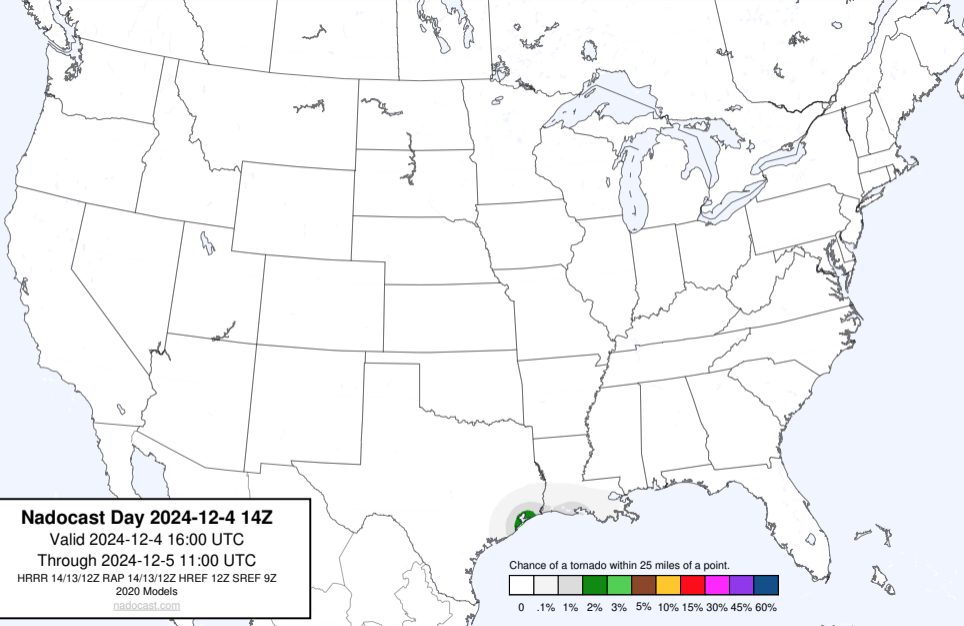 Nadocast Day 2024-12-4 14Z
Valid 2024-12-4 16:00 UTC
Through 2024-12-5 11:00 UTC
HRRR 14/13/12Z RAP 14/13/12Z HREF 12Z SREF 9Z
2020 Models
nadocast.com
Chance of a tornado within 25 miles of a point.
0 .1% 1% 2% 3% 5% 10% 15% 30% 45% 60%